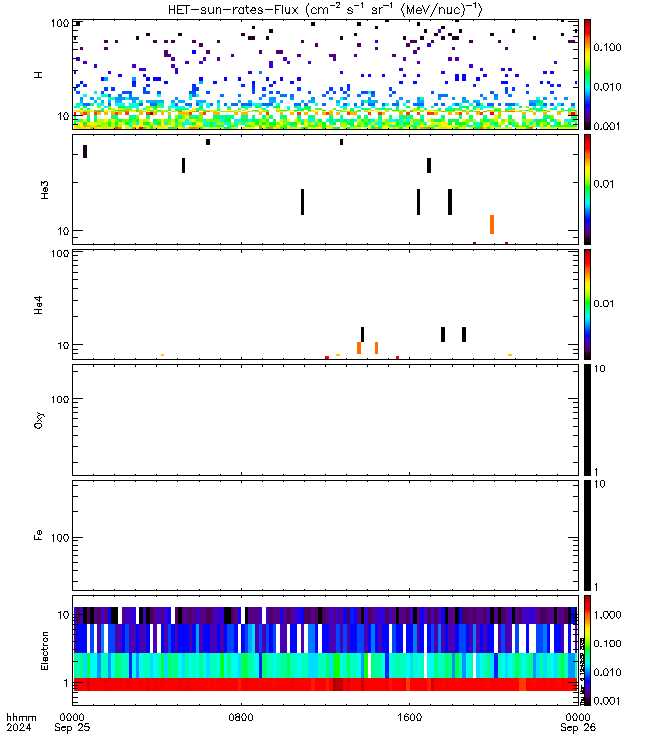 HET-sun-rates-Flux (cm⁻² s⁻¹ sr⁻¹ (MeV/nuc)⁻¹)
100
10
H
0.100
0.010
0.001
10
He3
0.01
100
10
He4
0.01
100
Oxy
10
1
100
Fe
10
1
10
1
Electron
1.000
0.100
0.010
0.001
hhmm
2024
0000
Sep 25
0800
1600
0000
Sep 26